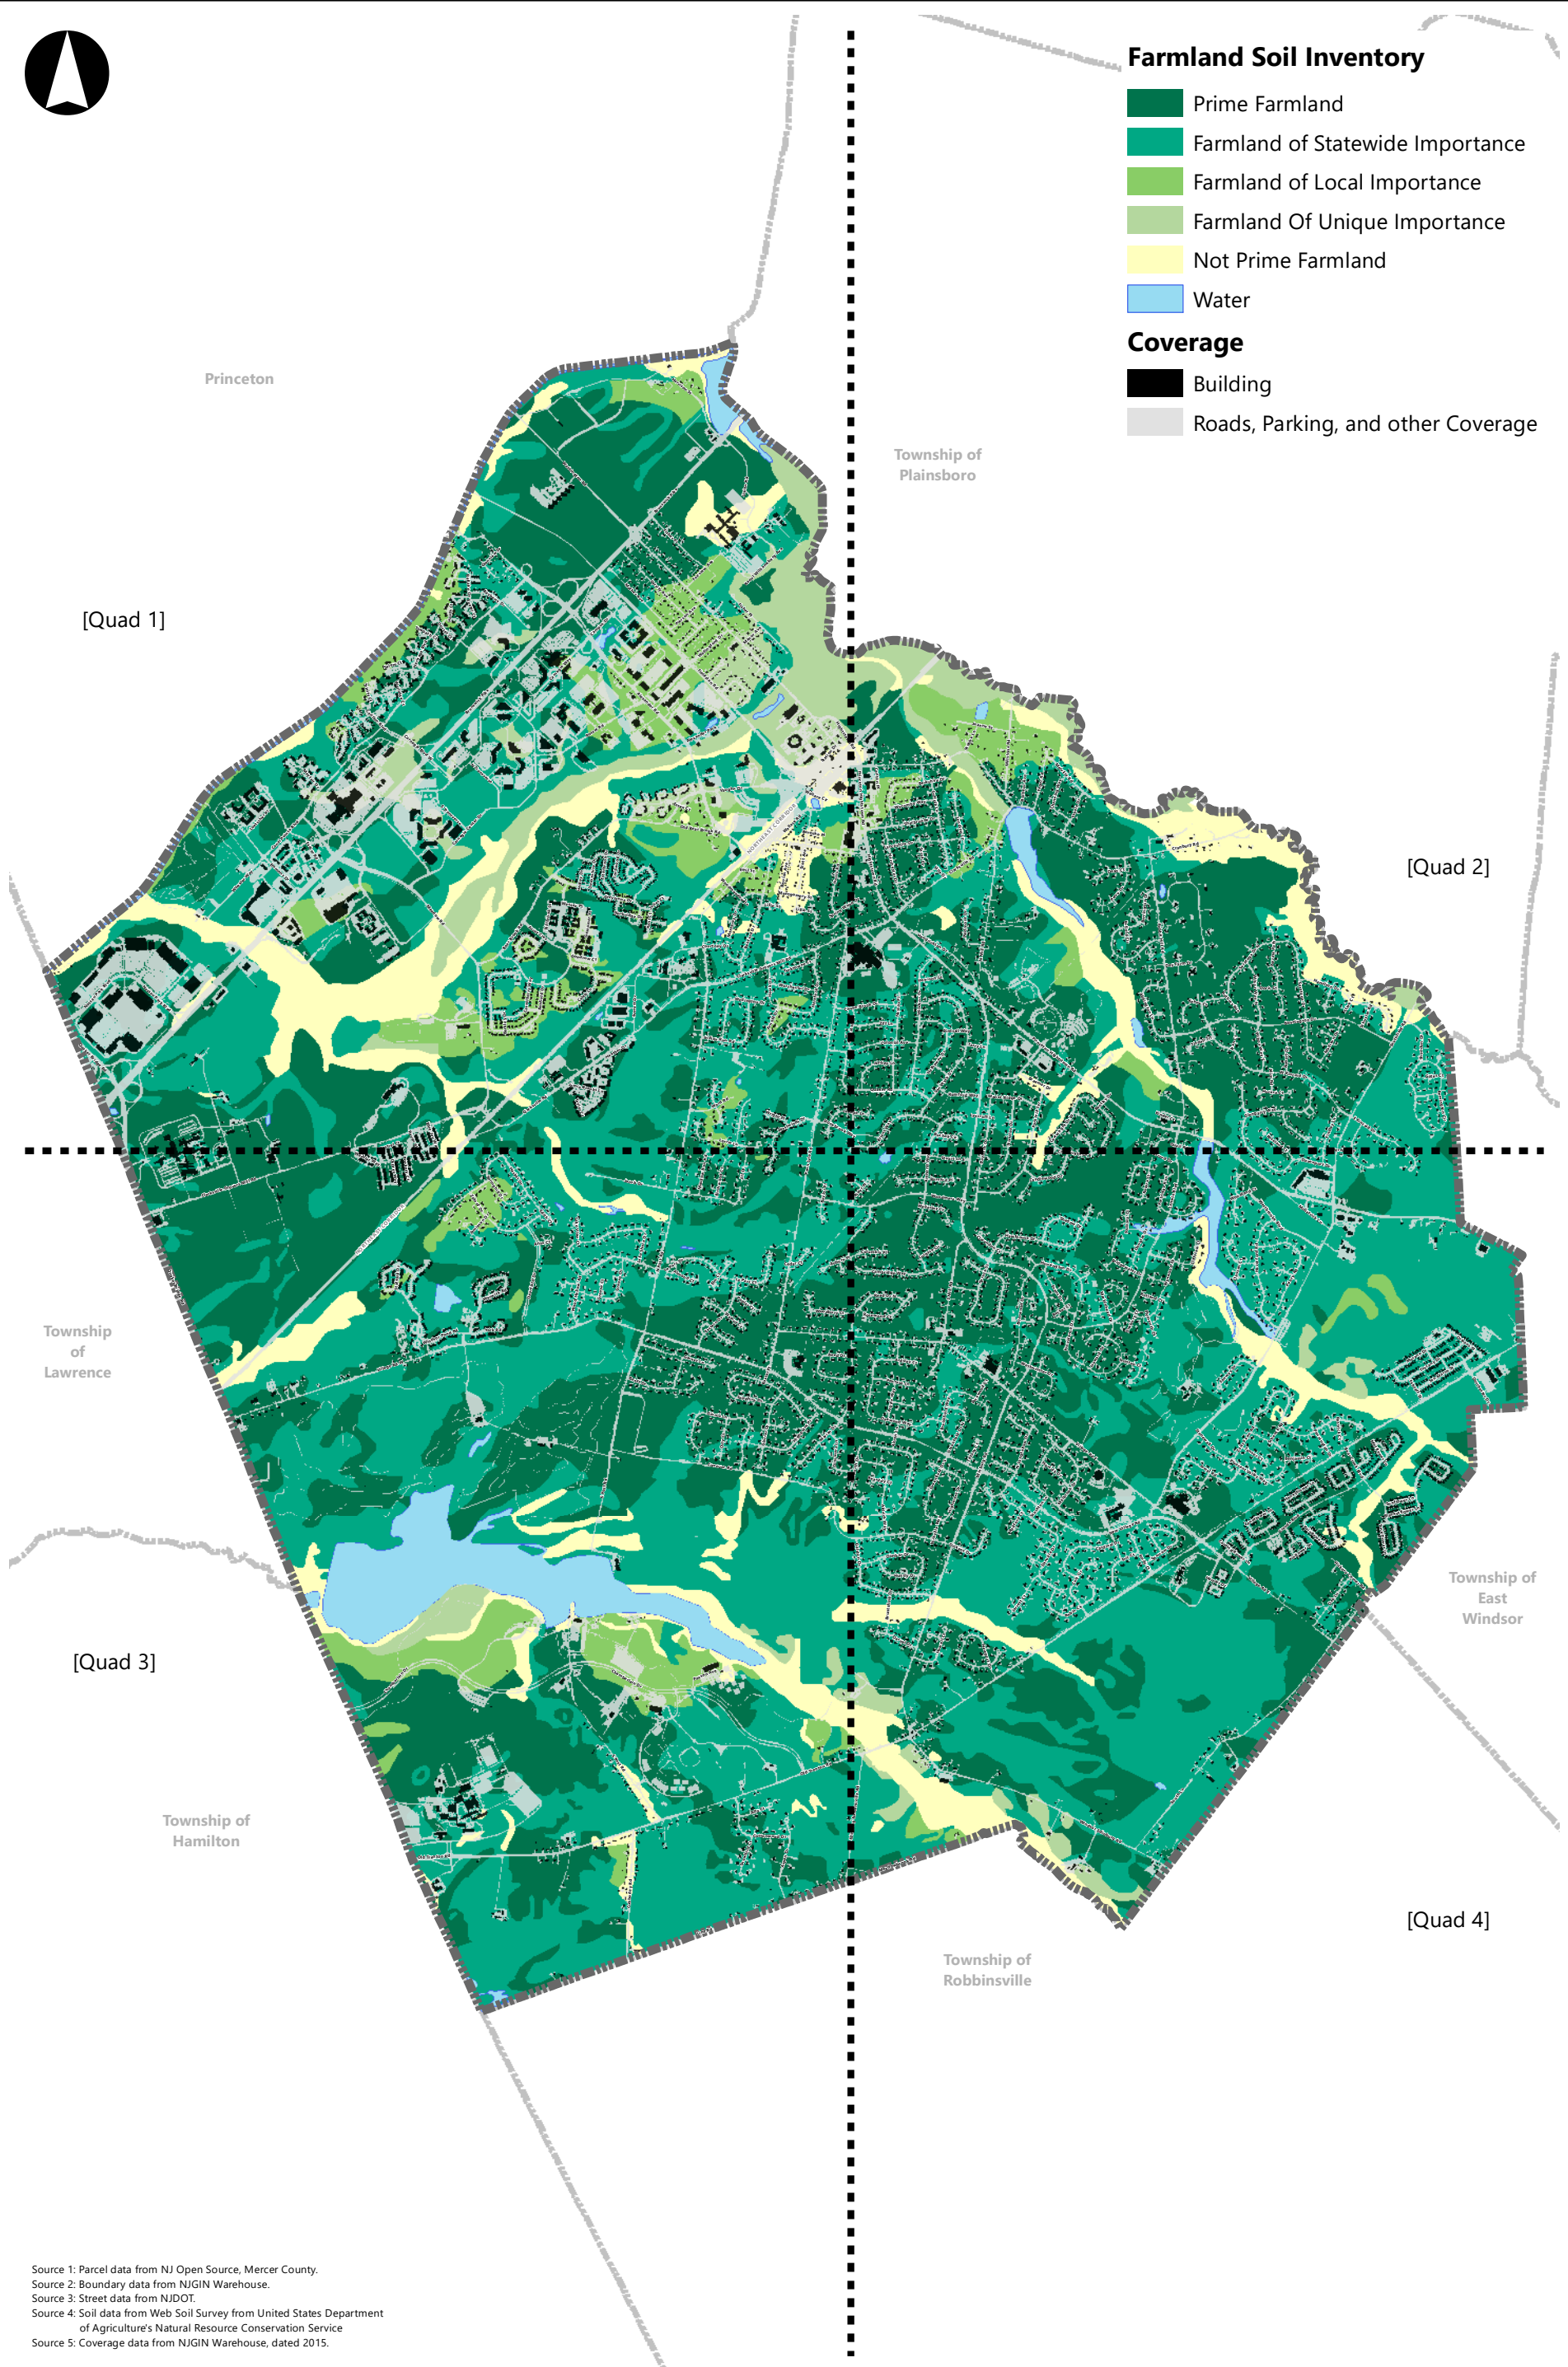 Farmland Soil Inventory
Prime Farmland
Farmland of Statewide Importance
Farmland of Local Importance
Farmland Of Unique Importance
Not Prime Farmland
Water
Coverage
Building
Roads, Parking, and other Coverage
Princeton
Township of
Plainsboro
[Quad 1]
[Quad 2]
Township
of
Lawrence
Township of
East
Windsor
[Quad 3]
Township of
Hamilton
[Quad 4]
Township of
Robbinsville
Source 1: Parcel data from NJ Open Source, Mercer County.
Source 2: Boundary data from NJGIN Warehouse.
Source 3: Street data from NJDOT.
Source 4: Soil data from Web Soil Survey from United States Department
of Agriculture's Natural Resource Conservation Service
Source 5: Coverage data from NJGIN Warehouse, dated 2015.